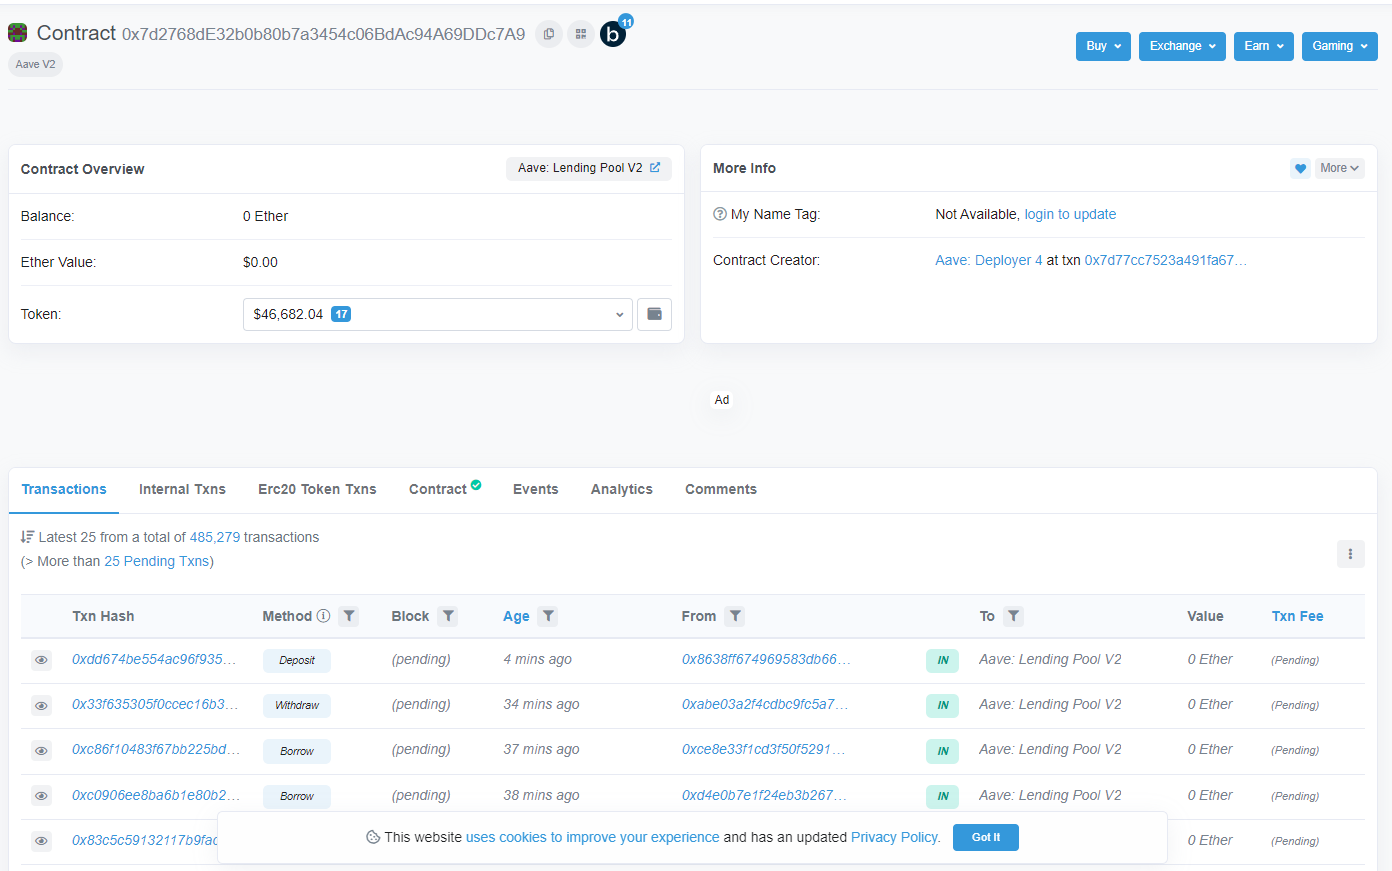 Contract 0x7d2768dE32b0b80b7a3454c06BdAc94A69DDc7A9
b 11
Aave V2
Buy Exchange Earn Gaming
Contract Overview Aave: Lending Pool V2
Balance: 0 Ether
Ether Value: $0.00
Token: $46,682.04 17
More Info More
My Name Tag: Not Available, login to update
Contract Creator: Aave: Deployer 4 at txn 0x7d77cc7523a491fa67…
Ad
Transactions Internal Txns Erc20 Token Txns Contract Events Analytics Comments
Latest 25 from a total of 485,279 transactions
(> More than 25 Pending Txns)
Txn Hash Method Block Age From To Value Txn Fee
0xdd674be554ac96f935… Deposit (pending) 4 mins ago 0x8638ff674969583db66… IN Aave: Lending Pool V2 0 Ether (Pending)
0x33f635305f0ccec16b3… Withdraw (pending) 34 mins ago 0xabe03a2f4cdbc9fc5a7… IN Aave: Lending Pool V2 0 Ether (Pending)
0xc86f10483f67bb225bd… Borrow (pending) 37 mins ago 0xce8e33f1cd3f50f5291… IN Aave: Lending Pool V2 0 Ether (Pending)
0xc0906ee8ba6b1e80b2… Borrow (pending) 38 mins ago 0xd4e0b7e1f24eb3b267… IN Aave: Lending Pool V2 0 Ether (Pending)
0x83c5c59132117b9fac 0 Ether (Pending)
This website uses cookies to improve your experience and has an updated Privacy Policy. Got It